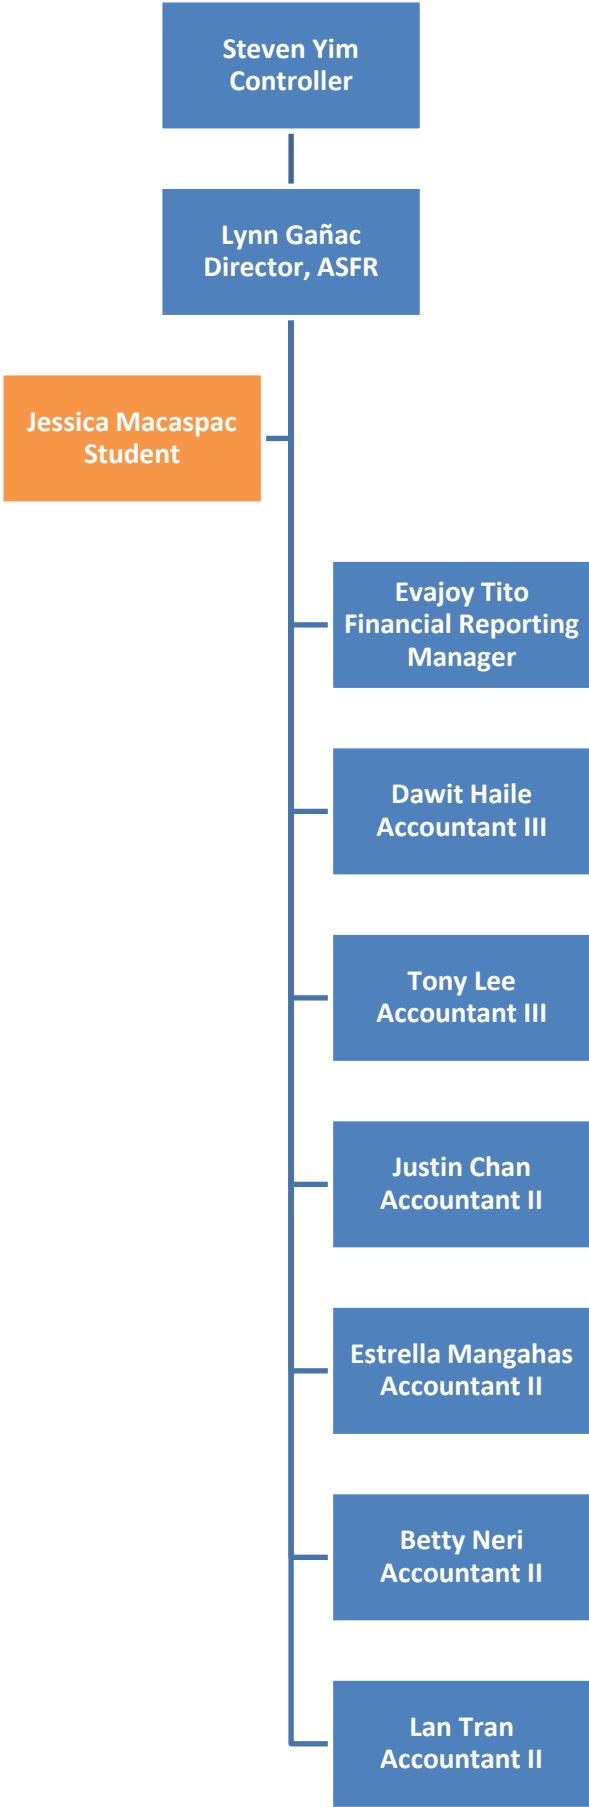 Steven Yim
Controller
Lynn Gañac
Director, ASFR
Jessica Macaspac
Student
Evajoy Tito
Financial Reporting
Manager
Dawit Haile
Accountant III
Tony Lee
Accountant III
Justin Chan
Accountant II
Estrella Mangahas
Accountant II
Betty Neri
Accountant II
Lan Tran
Accountant II